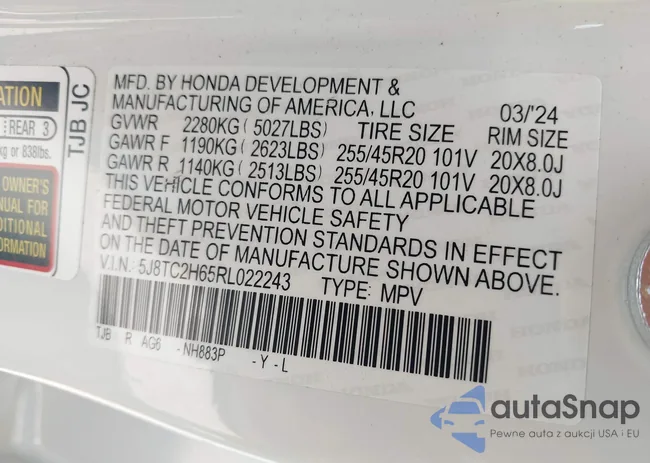 ATION
REAR 3
kg or 838lbs.
OWNER'S
NUAL FOR
DITIONAL
FORMATION
TJB JC
MFD. BY HONDA DEVELOPMENT &
MANUFACTURING OF AMERICA, LLC 03/'24
GVWR 2280KG ( 5027LBS) TIRE SIZE RIM SIZE
GAWR F 1190KG ( 2623LBS) 255/45R20 101V 20X8.0J
GAWR R 1140KG ( 2513LBS) 255/45R20 101V 20X8.0J
THIS VEHICLE CONFORMS TO ALL APPLICABLE
FEDERAL MOTOR VEHICLE SAFETY
AND THEFT PREVENTION STANDARDS IN EFFECT
ON THE DATE OF MANUFACTURE SHOWN ABOVE.
V.I.N. 5J8TC2H65RL022243 TYPE: MPV
TJB R AG6 -NH883P -Y-L
autaSnap
Pewne auta z aukcji USA i EU